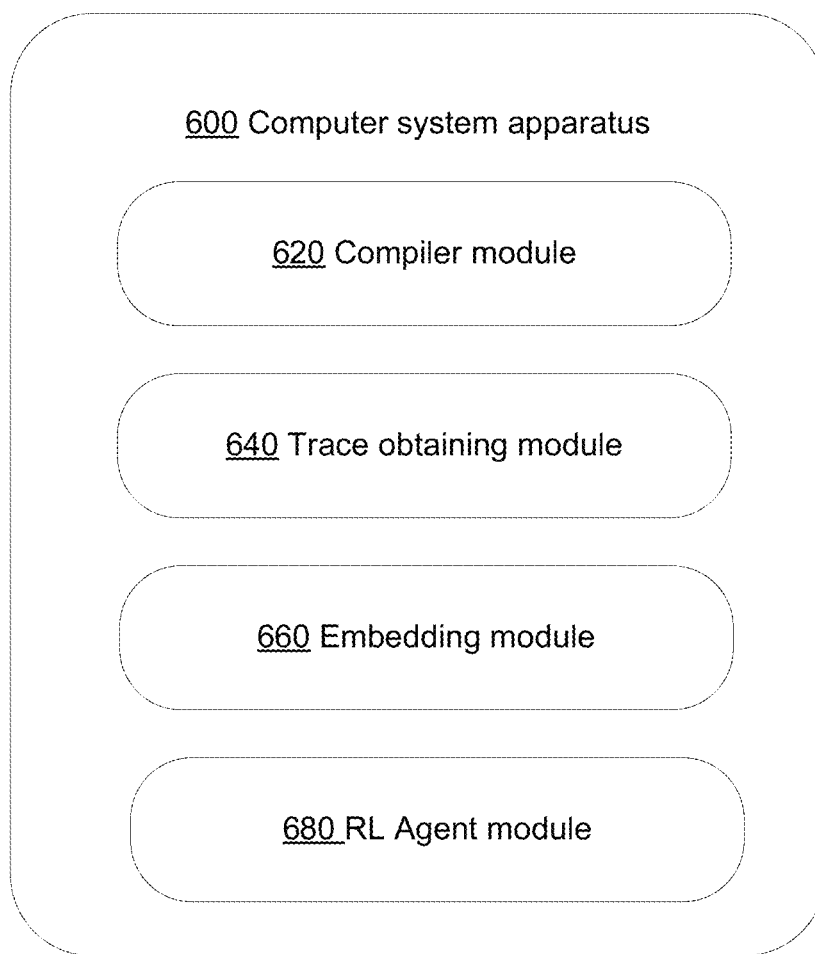 600 Computer system apparatus
620 Compiler module
640 Trace obtaining module
660 Embedding module
680 RL Agent module